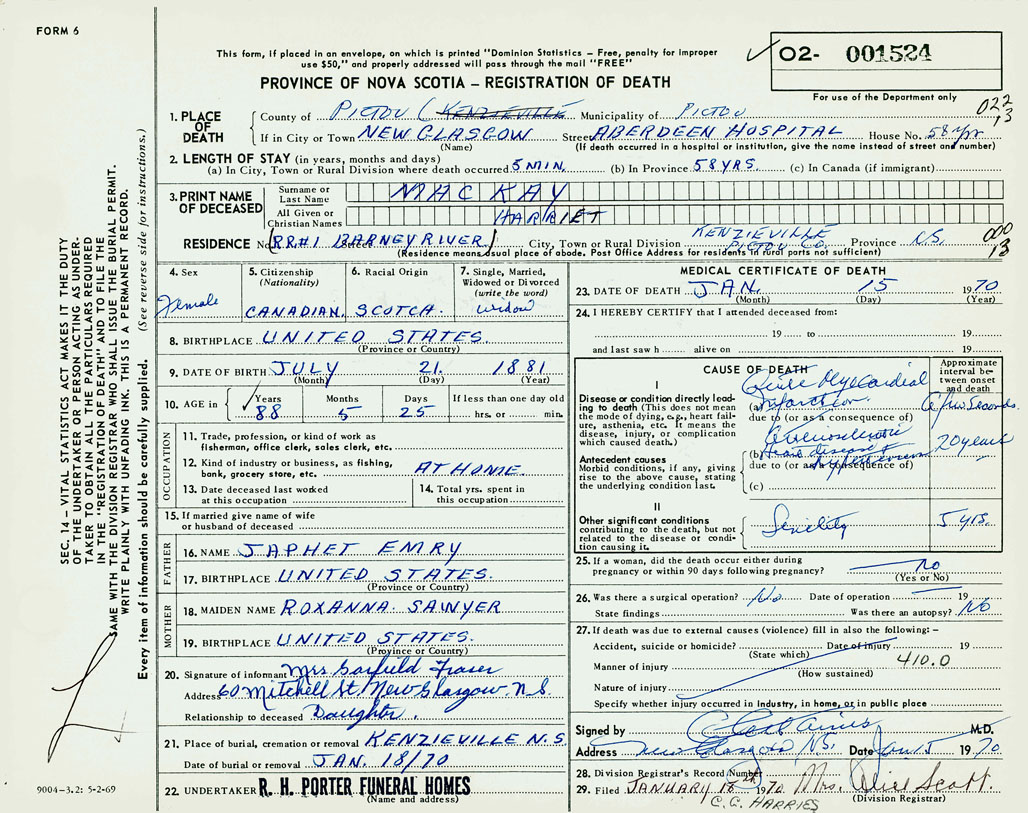 FORM 6
This form, if placed in an envelope, on which is printed "Dominion Statistics – Free, penalty for improper
use $50," and properly addressed will pass through the mail "FREE"
O2- 001524
PROVINCE OF NOVA SCOTIA – REGISTRATION OF DEATH
For use of the Department only
022
13
1. PLACE OF DEATH
County of PICTOU (KENZIEVILLE Municipality of PICTOU
If in City or Town NEW GLASGOW Street ABERDEEN HOSPITAL House No. 58 yr
(Name) (If death occurred in a hospital or institution, give the name instead of street and number)
2. LENGTH OF STAY (in years, months and days)
(a) In City, Town or Rural Division where death occurred 5 MIN. (b) In Province 58 YRS. (c) In Canada (if immigrant)
3. PRINT NAME OF DECEASED
Surname or Last Name MACKAY
All Given or Christian Names HARRIET
RESIDENCE No. (RR#1 BARNEY RIVER) Street City, Town or Rural Division KENZIEVILLE PICTOU CO. Province N.S.
000
13
(Residence means usual place of abode. Post Office Address for residents in rural parts not sufficient)
4. Sex
Female
5. Citizenship
(Nationality)
CANADIAN
6. Racial Origin
SCOTCH
7. Single, Married, Widowed or Divorced
(write the word)
widow
8. BIRTHPLACE UNITED STATES
(Province or Country)
9. DATE OF BIRTH JULY 21. 1881
(Month) (Day) (Year)
10. AGE in
Years 88
Months 5
Days 25
If less than one day old
hrs. or min.
OCCUPATION
11. Trade, profession, or kind of work as
fisherman, office clerk, sales clerk, etc.
12. Kind of industry or business, as fishing,
bank, grocery store, etc. AT HOME
13. Date deceased last worked
at this occupation
14. Total yrs. spent in
this occupation
15. If married give name of wife
or husband of deceased
FATHER
16. NAME JAPHET EMRY
17. BIRTHPLACE UNITED STATES.
(Province or Country)
MOTHER
18. MAIDEN NAME ROXANNA SAWYER
19. BIRTHPLACE UNITED STATES.
(Province or Country)
20. Signature of informant Mrs Garfield Fraser
Address 60 Mitchell St. New Glasgow, N.S.
Relationship to deceased Daughter.
21. Place of burial, cremation or removal KENZIEVILLE N.S
Date of burial or removal JAN. 18/70
22. UNDERTAKER R. H. PORTER FUNERAL HOMES
(Name and address)
MEDICAL CERTIFICATE OF DEATH
23. DATE OF DEATH JAN. 15 1970
(Month) (Day) (Year)
24. I HEREBY CERTIFY that I attended deceased from:
19 to 19
and last saw h alive on 19
CAUSE OF DEATH
Approximate interval between onset and death
I
Disease or condition directly leading to death (This does not mean the mode of dying, e.g., heart failure, asthenia, etc. It means the disease, injury, or complication which caused death.)
(a) Acute Myocardial Infarction a few seconds
due to (or as a consequence of)
Antecedent causes
Morbid conditions, if any, giving rise to the above cause, stating the underlying condition last.
(b) Arteriosclerotic heart disease 20 years
due to (or as a consequence of)
(c)
II
Other significant conditions
contributing to the death, but not related to the disease or condition causing it.
Senility 5 yrs.
25. If a woman, did the death occur either during
pregnancy or within 90 days following pregnancy? no
(Yes or No)
26. Was there a surgical operation? No Date of operation 19
State findings Was there an autopsy? No
27. If death was due to external causes (violence) fill in also the following: –
Accident, suicide or homicide? Date of injury 19
(State which)
Manner of injury 410.0
(How sustained)
Nature of injury
Specify whether injury occurred in industry, in home, or in public place
Signed by M.D.
Address New Glasgow N.S. Date Jan 15 1970
28. Division Registrar's Record Number
29. Filed JANUARY 18th 1970 Mrs. Alice Scott.
(Division Registrar)
C. G. HARRIES
SEC. 14 – VITAL STATISTICS ACT MAKES IT THE DUTY
OF THE UNDERTAKER OR PERSON ACTING AS UNDER-
TAKER TO OBTAIN ALL THE PARTICULARS REQUIRED
IN THE "REGISTRATION OF DEATH" AND TO FILE THE
SAME WITH THE DIVISION REGISTRAR WHO SHALL ISSUE THE BURIAL PERMIT.
WRITE PLAINLY WITH UNFADING INK. THIS IS A PERMANENT RECORD.
Every item of information should be carefully supplied. (See reverse side for instructions.)
9004-3.2: 5-2-69